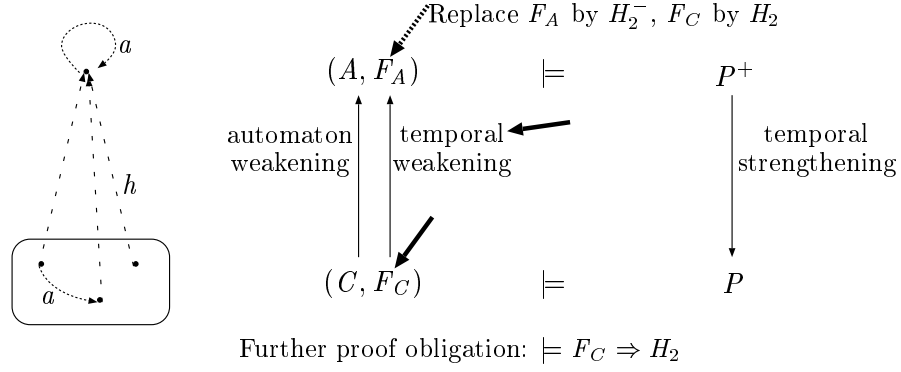 Replace F_A by H_2^-, F_C by H_2
a
(A, F_A) ⊨ P^+
automaton weakening
temporal weakening
temporal strengthening
h
a
(C, F_C) ⊨ P
Further proof obligation: ⊨ F_C ⇒ H_2